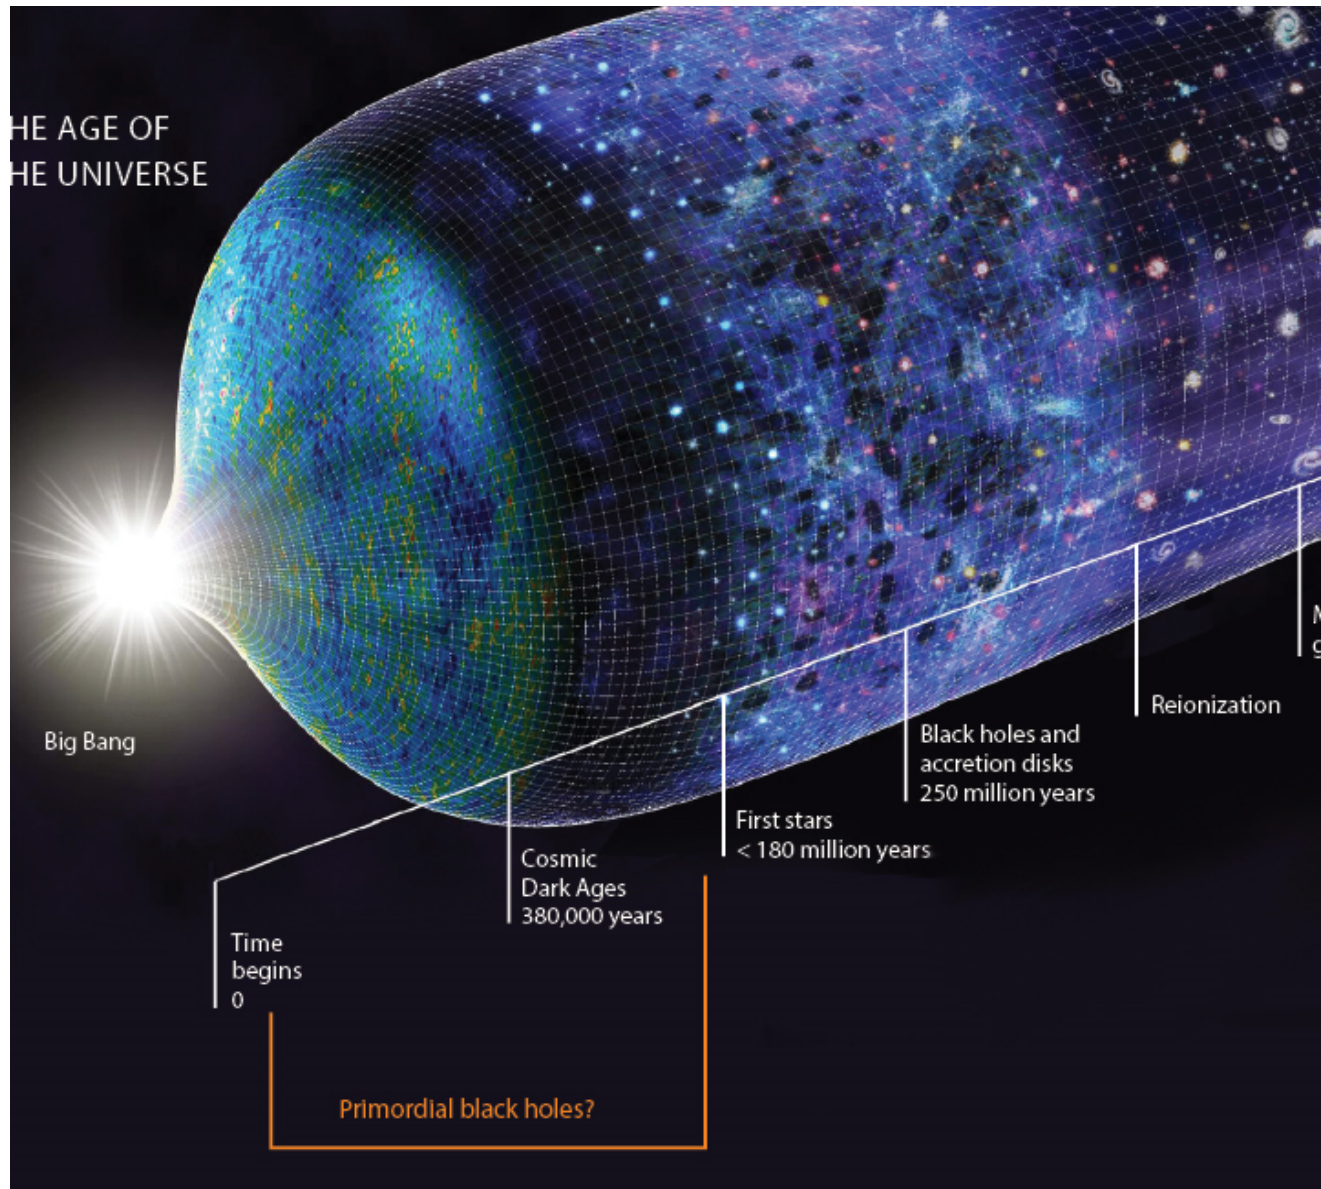 HE AGE OF
HE UNIVERSE
Big Bang
Time
begins
0
Cosmic
Dark Ages
380,000 years
First stars
< 180 million years
Black holes and
accretion disks
250 million years
Reionization
Primordial black holes?